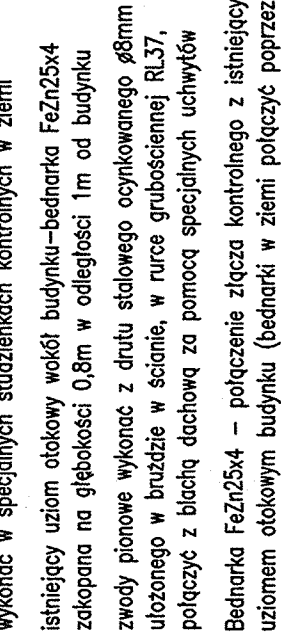 wykonać w specjalnych studzienkach kontrolnych w ziemi
istniejący uziom otokowy wokół budynku–bednarka FeZn25x4
zakopana na głębokości 0,8m w odległości 1m od budynku
zwody pionowe wykonać z drutu stalowego ocynkowanego ø8mm
ułożonego w bruździe w ścianie, w rurce grubościennej RL37,
połączyć z blachą dachową za pomocą specjalnych uchwytów
Bednarka FeZn25x4 – połączenie złącza kontrolnego z istniejący
uziomem otokowym budynku (bednarki w ziemi połączyć poprzez